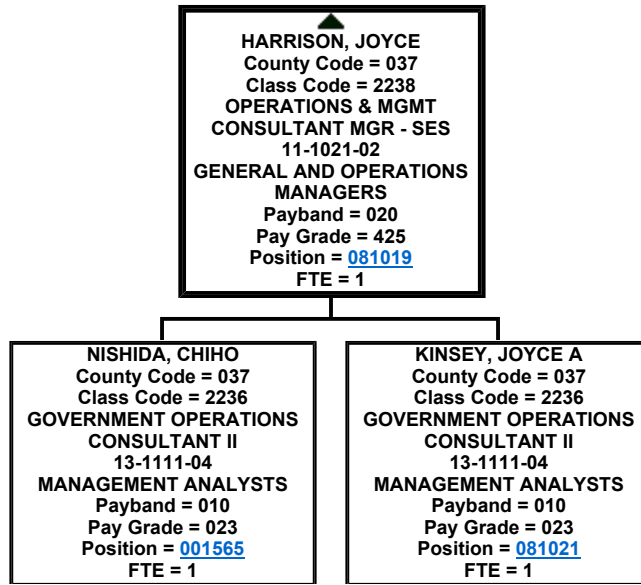 HARRISON, JOYCE
County Code = 037
Class Code = 2238
OPERATIONS & MGMT
CONSULTANT MGR - SES
11-1021-02
GENERAL AND OPERATIONS
MANAGERS
Payband = 020
Pay Grade = 425
Position = 081019
FTE = 1
NISHIDA, CHIHO
County Code = 037
Class Code = 2236
GOVERNMENT OPERATIONS
CONSULTANT II
13-1111-04
MANAGEMENT ANALYSTS
Payband = 010
Pay Grade = 023
Position = 001565
FTE = 1
KINSEY, JOYCE A
County Code = 037
Class Code = 2236
GOVERNMENT OPERATIONS
CONSULTANT II
13-1111-04
MANAGEMENT ANALYSTS
Payband = 010
Pay Grade = 023
Position = 081021
FTE = 1